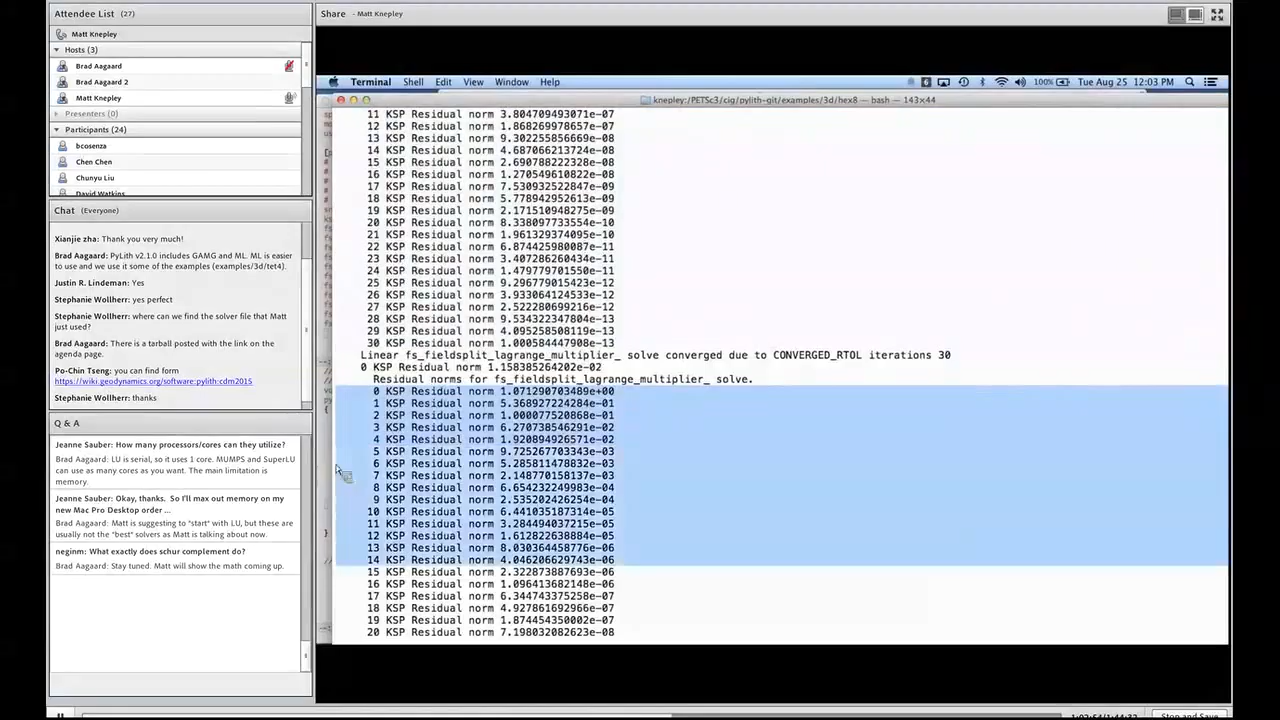 Attendee List (27)
Matt Knepley
Hosts (3)
Brad Aagaard
Brad Aagaard 2
Matt Knepley
Presenters (0)
Participants (24)
bcosenza
Chen Chen
Chunyu Liu
David Watkins
Chat (Everyone)
Xianjie zha: Thank you very much!
Brad Aagaard: PyLith v2.1.0 includes GAMG and ML. ML is easier
to use and we use it some of the examples (examples/3d/tet4).
Justin R. Lindeman: Yes
Stephanie Wollherr: yes perfect
Stephanie Wollherr: where can we find the solver file that Matt
just used?
Brad Aagaard: There is a tarball posted with the link on the
agenda page.
Po-Chin Tseng: you can find form
https://wiki.geodynamics.org/software:pylith:cdm2015
Stephanie Wollherr: thanks
Q & A
Jeanne Sauber: How many processors/cores can they utilize?
Brad Aagaard: LU is serial, so it uses 1 core. MUMPS and SuperLU
can use as many cores as you want. The main limitation is
memory.
Jeanne Sauber: Okay, thanks. So I'll max out memory on my
new Mac Pro Desktop order ...
Brad Aagaard: Matt is suggesting to *start* with LU, but these are
usually not the *best* solvers as Matt is talking about now.
neginm: What exactly does schur complement do?
Brad Aagaard: Stay tuned. Matt will show the math coming up.
Share - Matt Knepley
Terminal Shell Edit View Window Help
100% Tue Aug 25 12:03 PM
knepley:/PETSc3/cig/pylith-git/examples/3d/hex8 — bash — 143×44
11 KSP Residual norm 3.804709493071e-07
12 KSP Residual norm 1.868269978657e-07
13 KSP Residual norm 9.302255856669e-08
14 KSP Residual norm 4.687066213724e-08
15 KSP Residual norm 2.690788222328e-08
16 KSP Residual norm 1.270549610822e-08
17 KSP Residual norm 7.530932522847e-09
18 KSP Residual norm 5.778942952613e-09
19 KSP Residual norm 2.171510948275e-09
20 KSP Residual norm 8.338097733554e-10
21 KSP Residual norm 1.961329374095e-10
22 KSP Residual norm 6.874425980087e-11
23 KSP Residual norm 3.407286260434e-11
24 KSP Residual norm 1.479779701550e-11
25 KSP Residual norm 9.296779015423e-12
26 KSP Residual norm 3.933064124533e-12
27 KSP Residual norm 2.522280699216e-12
28 KSP Residual norm 9.534322347804e-13
29 KSP Residual norm 4.095258508119e-13
30 KSP Residual norm 1.000584447908e-13
Linear fs_fieldsplit_lagrange_multiplier_ solve converged due to CONVERGED_RTOL iterations 30
0 KSP Residual norm 1.158385264202e-02
Residual norms for fs_fieldsplit_lagrange_multiplier_ solve.
0 KSP Residual norm 1.071290703489e+00
1 KSP Residual norm 5.368927224284e-01
2 KSP Residual norm 1.000077520868e-01
3 KSP Residual norm 6.270738546291e-02
4 KSP Residual norm 1.920894926571e-02
5 KSP Residual norm 9.725267703343e-03
6 KSP Residual norm 5.285811478832e-03
7 KSP Residual norm 2.148770158137e-03
8 KSP Residual norm 6.654232249983e-04
9 KSP Residual norm 2.535202426254e-04
10 KSP Residual norm 6.441035187314e-05
11 KSP Residual norm 3.284494037215e-05
12 KSP Residual norm 1.612822638884e-05
13 KSP Residual norm 8.030364458776e-06
14 KSP Residual norm 4.046206629743e-06
15 KSP Residual norm 2.322873887693e-06
16 KSP Residual norm 1.096413682148e-06
17 KSP Residual norm 6.344743375258e-07
18 KSP Residual norm 4.927861692966e-07
19 KSP Residual norm 1.874454350002e-07
20 KSP Residual norm 7.198032082623e-08